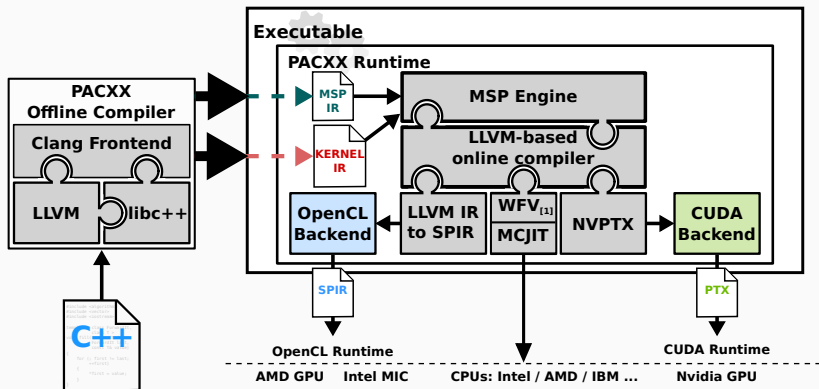 Executable
PACXX Runtime
PACXX
Offline Compiler
Clang Frontend
LLVM
libc++
C++
MSP
IR
KERNEL
IR
MSP Engine
LLVM-based
online compiler
OpenCL
Backend
LLVM IR
to SPIR
WFV[1]
MCJIT
NVPTX
CUDA
Backend
SPIR
PTX
OpenCL Runtime
CUDA Runtime
AMD GPU Intel MIC CPUs: Intel / AMD / IBM ... Nvidia GPU